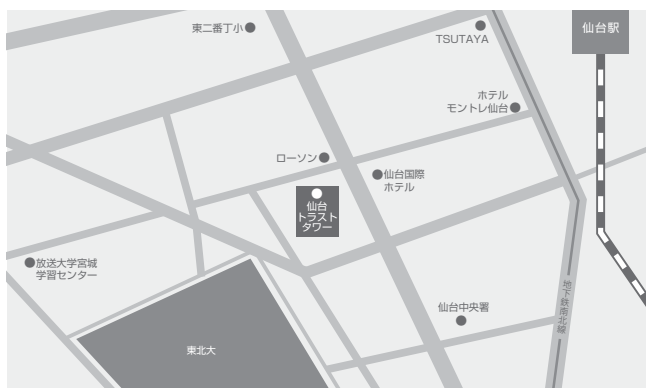 東二番丁小
TSUTAYA
仙台駅
ホテル
モントレ仙台
ローソン
仙台国際
ホテル
仙台
トラスト
タワー
放送大学宮城
学習センター
仙台中央署
地下鉄南北線
東北大